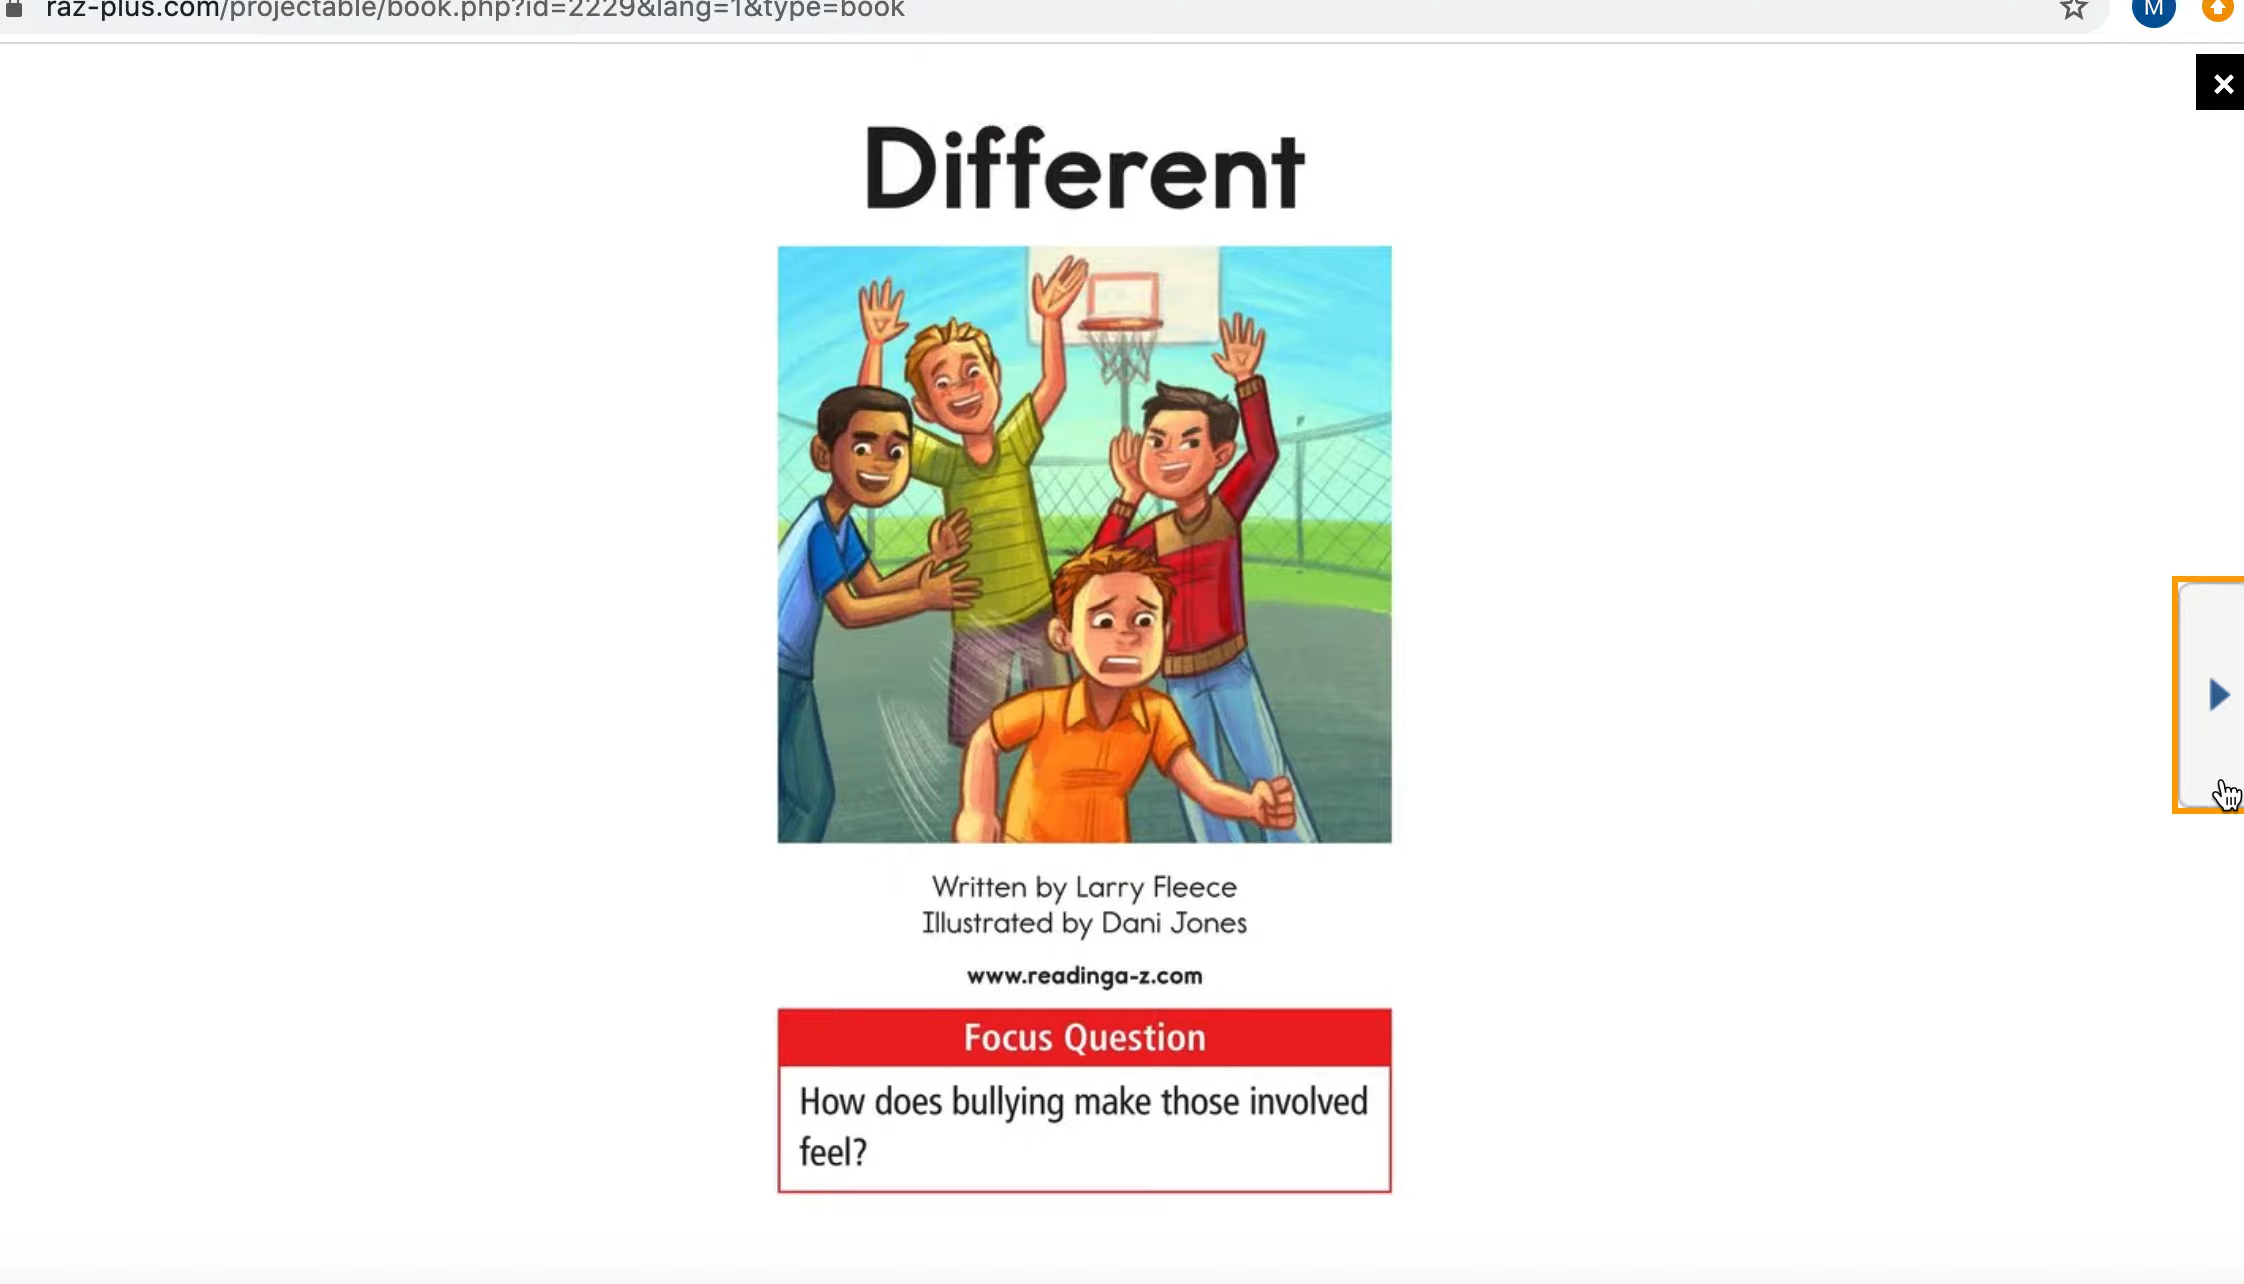 raz-plus.com/projectable/book.php?id=2229&lang=1&type=book
M
Different
Written by Larry Fleece
Illustrated by Dani Jones
www.readinga-z.com
Focus Question
How does bullying make those involved
feel?